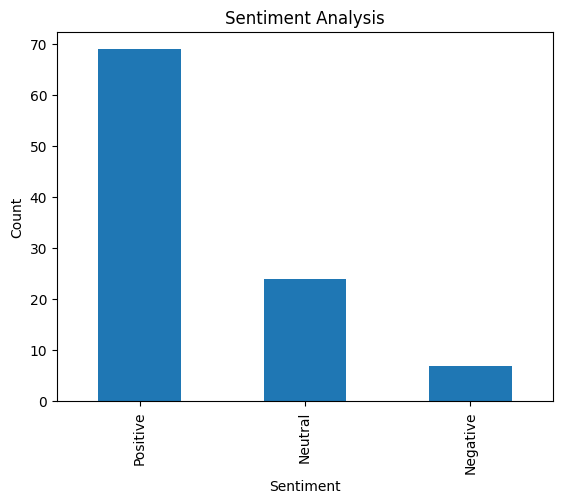 Sentiment Analysis
70
60
50
40
30
20
10
0
Count
Positive
Neutral
Negative
Sentiment